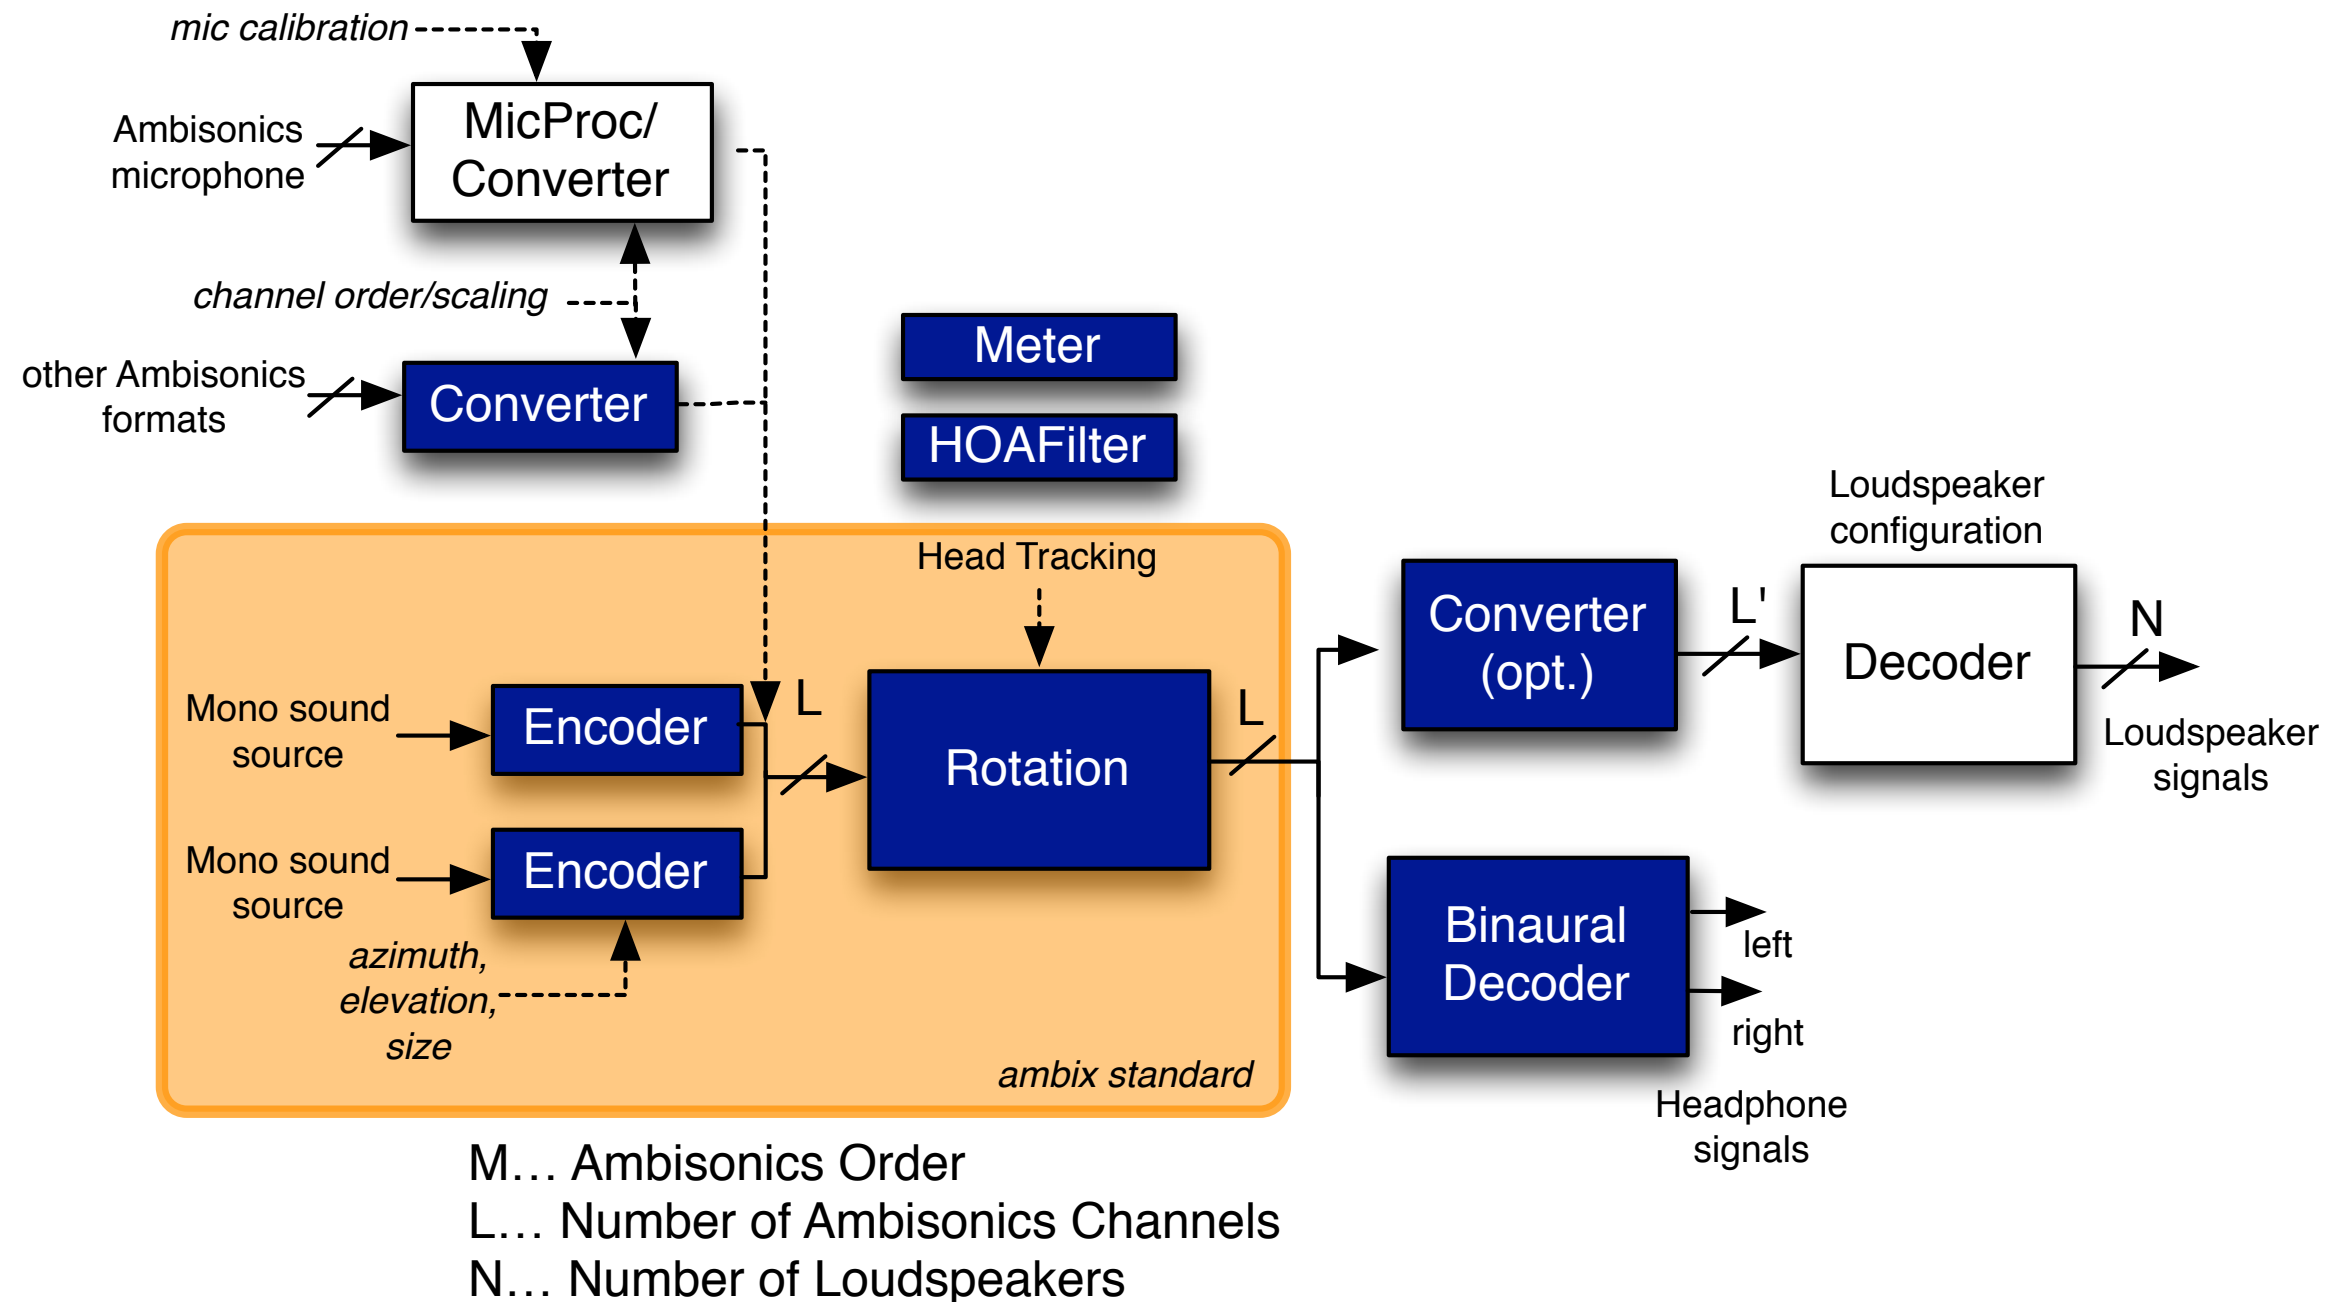 mic calibration
Ambisonics
microphone
MicProc/
Converter
channel order/scaling
other Ambisonics
formats
Converter
Meter
HOAFilter
Head Tracking
Mono sound
source
Encoder
L
Rotation
L
Mono sound
source
Encoder
azimuth,
elevation,
size
ambix standard
Converter
(opt.)
L'
Loudspeaker
configuration
Decoder
N
Loudspeaker
signals
Binaural
Decoder
left
right
Headphone
signals
M... Ambisonics Order
L... Number of Ambisonics Channels
N... Number of Loudspeakers